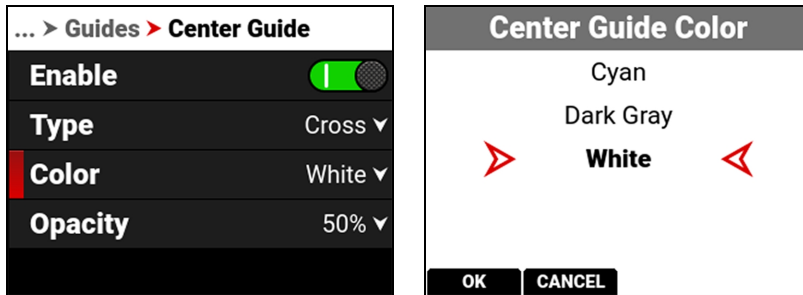 ... > Guides > Center Guide
Enable
Type Cross
Color White
Opacity 50%
Center Guide Color
Cyan
Dark Gray
White
OK CANCEL